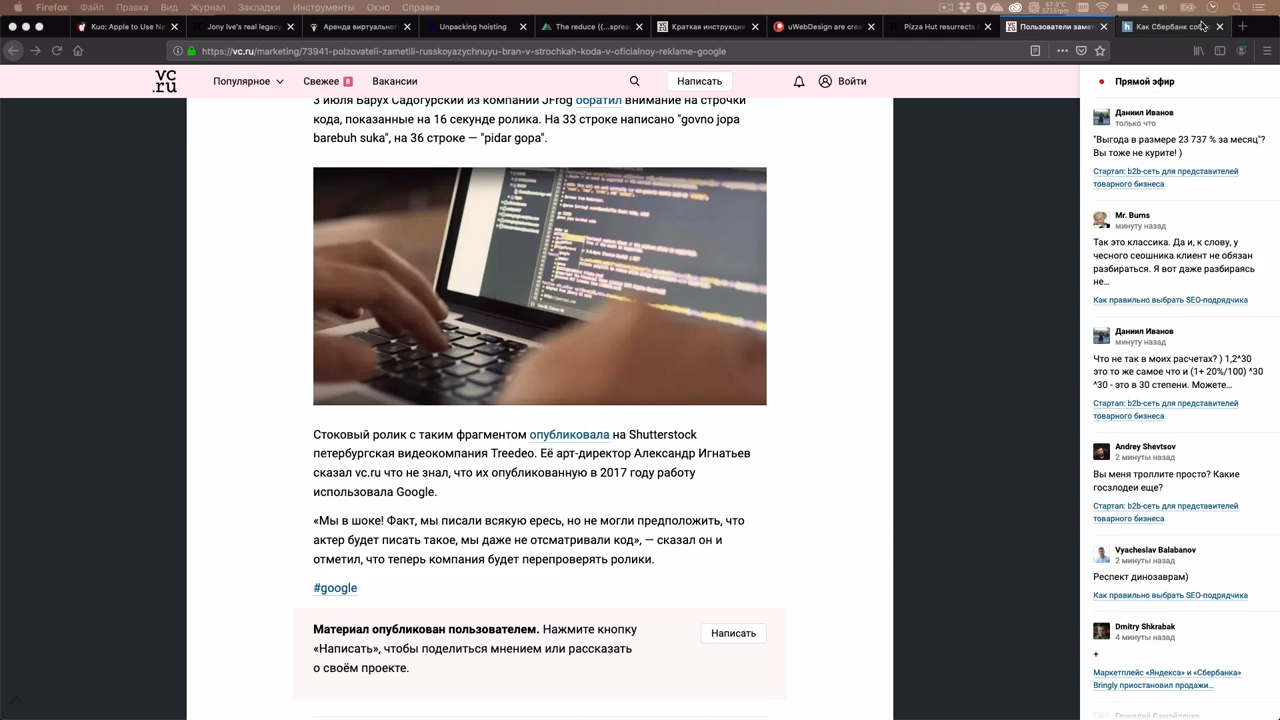 Firefox Файл Правка Вид Журнал Закладки Инструменты Окно Справка
67.0°C
3715rpm
Kuo: Apple to Use Ne
Jony Ive's real legacy
Аренда виртуального
Unpacking hoisting
The reduce ({...spread
Краткая инструкция
uWebDesign are creat
Pizza Hut resurrects
Пользователи замет
Как Сбербанк со
https://vc.ru/marketing/73941-polzovateli-zametili-russkoyazychnuyu-bran-v-strochkah-koda-v-oficialnoy-reklame-google
vc
.ru
Популярное Свежее 8 Вакансии
Написать
Войти
3 июля Барух Садогурский из компании JFrog обратил внимание на строчки
кода, показанные на 16 секунде ролика. На 33 строке написано "govno jopa
barebuh suka", на 76 строке — "pidar gopa".
Стоковый ролик с таким фрагментом опубликовала на Shutterstock
петербургская видеокомпания Treedeo. Её арт-директор Александр Игнатьев
сказал vc.ru что не знал, что их опубликованную в 2017 году работу
использовала Google.
«Мы в шоке! Факт, мы писали всякую ересь, но не могли предположить, что
актер будет писать такое, мы даже не отсматривали код», — сказал он и
отметил, что теперь компания будет перепроверять ролики.
#google
Материал опубликован пользователем. Нажмите кнопку
«Написать», чтобы поделиться мнением или рассказать
о своём проекте.
Написать
Прямой эфир
Даниил Иванов
только что
"Выгода в размере 23 737 % за месяц"?
Вы тоже не курите! )
Стартап: b2b-сеть для представителей
товарного бизнеса
Mr. Burns
минуту назад
Так это классика. Да и, к слову, у
чесного сеошника клиент не обязан
разбираться. Я вот даже разбираясь
не…
Как правильно выбрать SEO-подрядчика
Даниил Иванов
минуту назад
Что не так в моих расчетах? ) 1,2^30
это то же самое что и (1+ 20%/100) ^30
^30 - это в 30 степени. Можете…
Стартап: b2b-сеть для представителей
товарного бизнеса
Andrey Shevtsov
2 минуты назад
Вы меня троллите просто? Какие
госзлодеи еще?
Стартап: b2b-сеть для представителей
товарного бизнеса
Vyacheslav Balabanov
2 минуты назад
Респект динозаврам)
Как правильно выбрать SEO-подрядчика
Dmitry Shkrabak
4 минуты назад
+
Маркетплейс «Яндекса» и «Сбербанка»
Bringly приостановил продажи…
Геннадий Самойленко